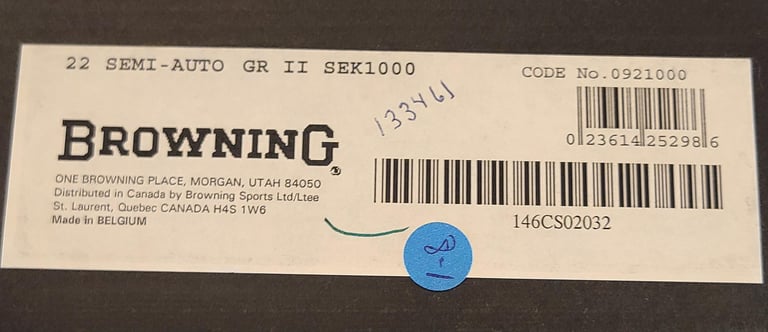 22 SEMI-AUTO GR II SEK1000
CODE No.0921000
133461
0 23614 25298 6
BROWNING®
ONE BROWNING PLACE, MORGAN, UTAH 84050
Distributed in Canada by Browning Sports Ltd/Ltee
St. Laurent, Quebec CANADA H4S 1W6
Made in BELGIUM
146CS02032
1-8